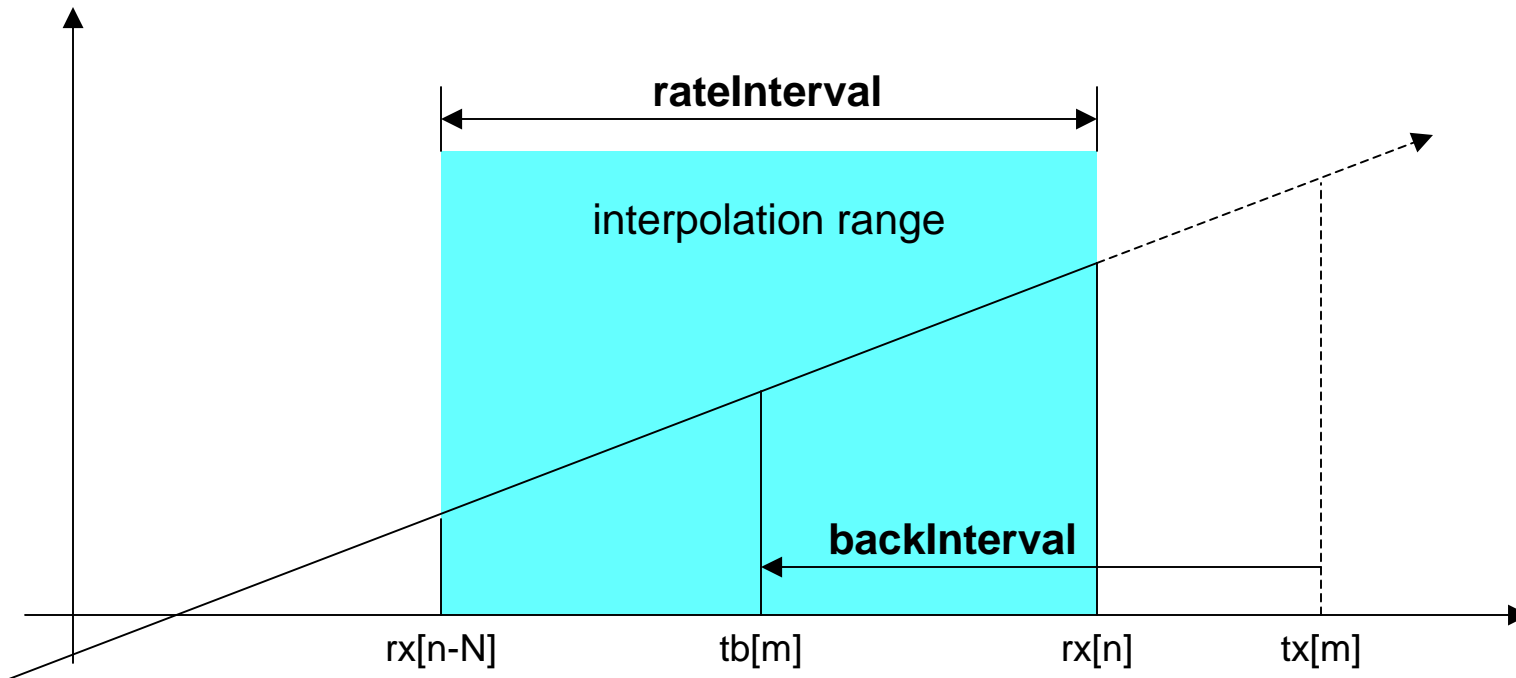 rateInterval
interpolation range
backInterval
rx[n-N] tb[m] rx[n] tx[m]